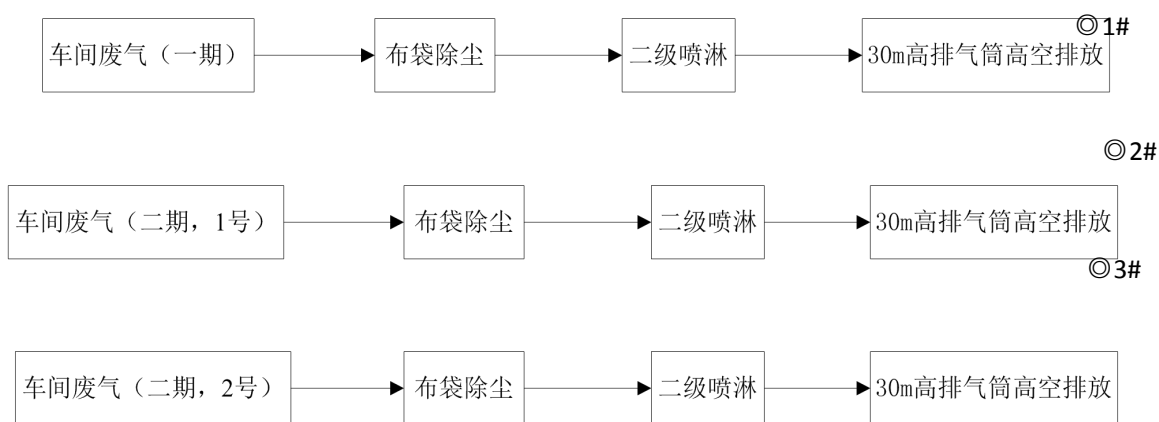 ◎1#
车间废气（一期） 布袋除尘 二级喷淋 30m高排气筒高空排放
◎2#
车间废气（二期，1号） 布袋除尘 二级喷淋 30m高排气筒高空排放
◎3#
车间废气（二期，2号） 布袋除尘 二级喷淋 30m高排气筒高空排放